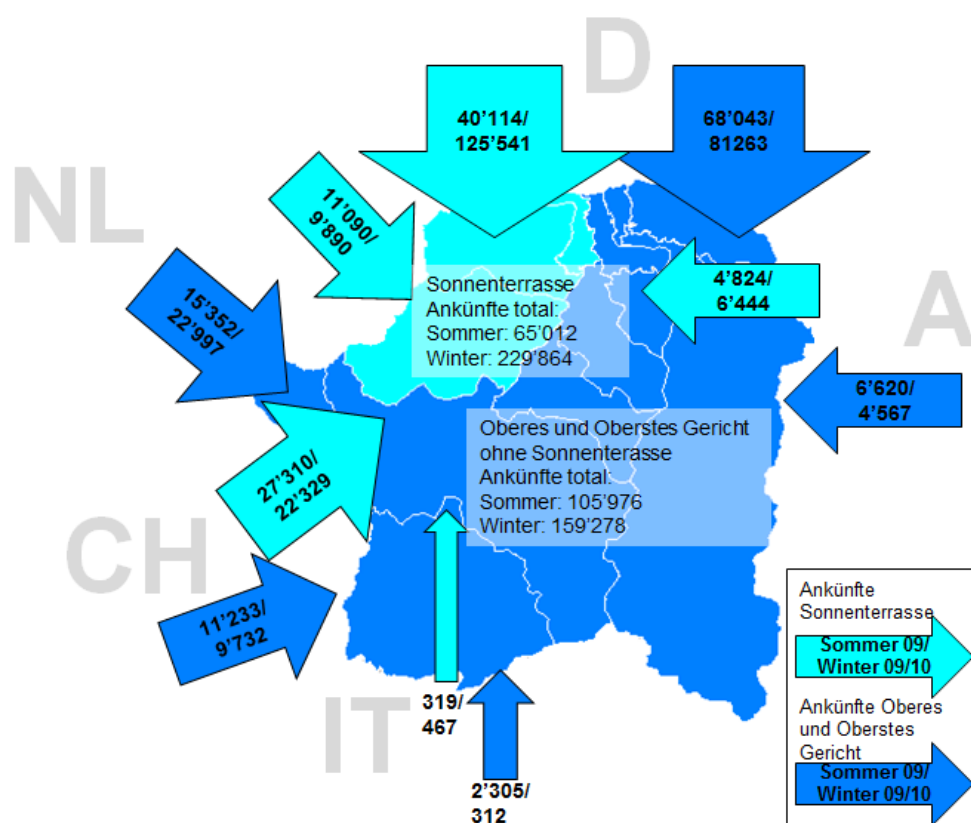 D
40'114/
125'541
68'043/
81263
NL
11'090/
9'890
15'352/
22'997
Sonnenterrasse
Ankünfte total:
Sommer: 65'012
Winter: 229'864
4'824/
6'444
A
6'620/
4'567
Oberes und Oberstes Gericht
ohne Sonnenterasse
Ankünfte total:
Sommer: 105'976
Winter: 159'278
27'310/
22'329
CH
11'233/
9'732
319/
467
IT
2'305/
312
Ankünfte
Sonnenterrasse
Sommer 09/
Winter 09/10
Ankünfte Oberes
und Oberstes
Gericht
Sommer 09/
Winter 09/10